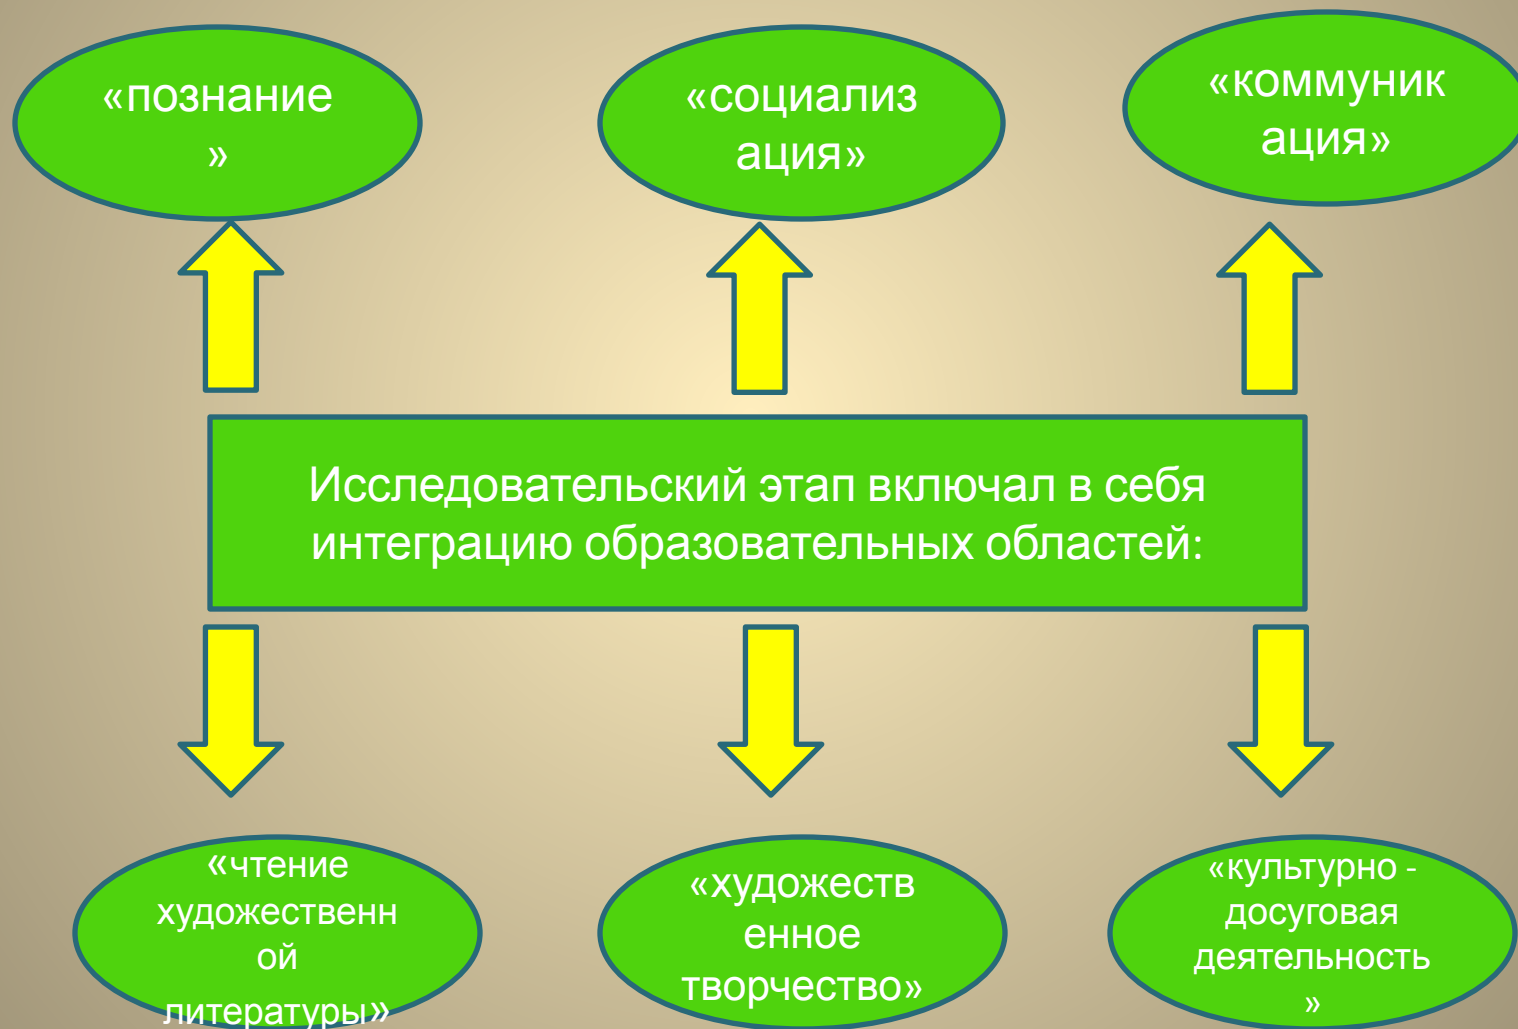 «познание
»
«социализ
ация»
«коммуник
ация»
Исследовательский этап включал в себя
интеграцию образовательных областей:
«чтение
художественн
ой
литературы»
«художеств
енное
творчество»
«культурно -
досуговая
деятельность
»